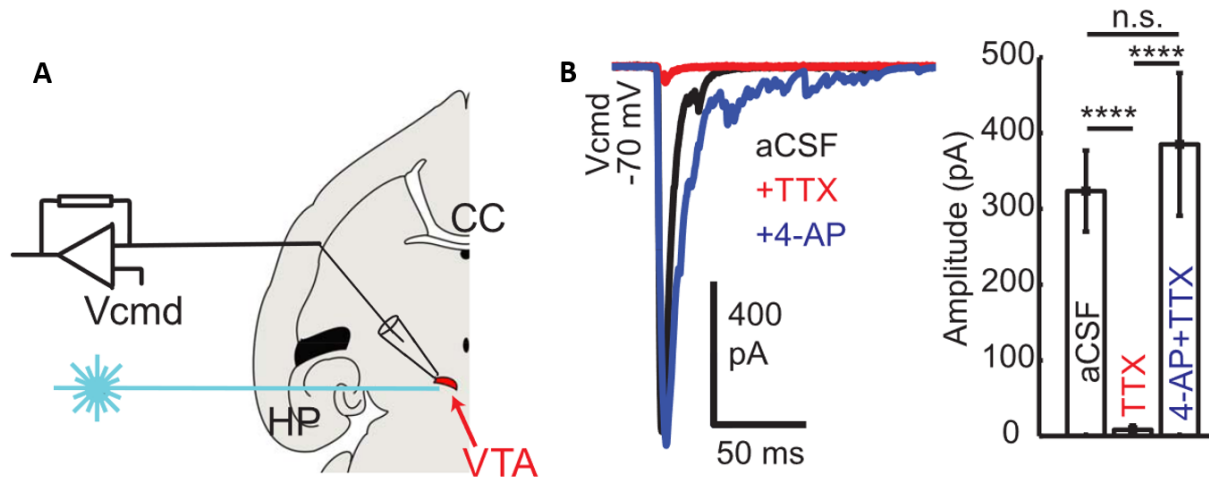 A
CC
Vcmd
HP
VTA
B
Vcmd
-70 mV
aCSF
+TTX
+4-AP
400
pA
50 ms
n.s.
****
****
Amplitude (pA)
500
400
300
200
100
0
aCSF
TTX
4-AP+TTX